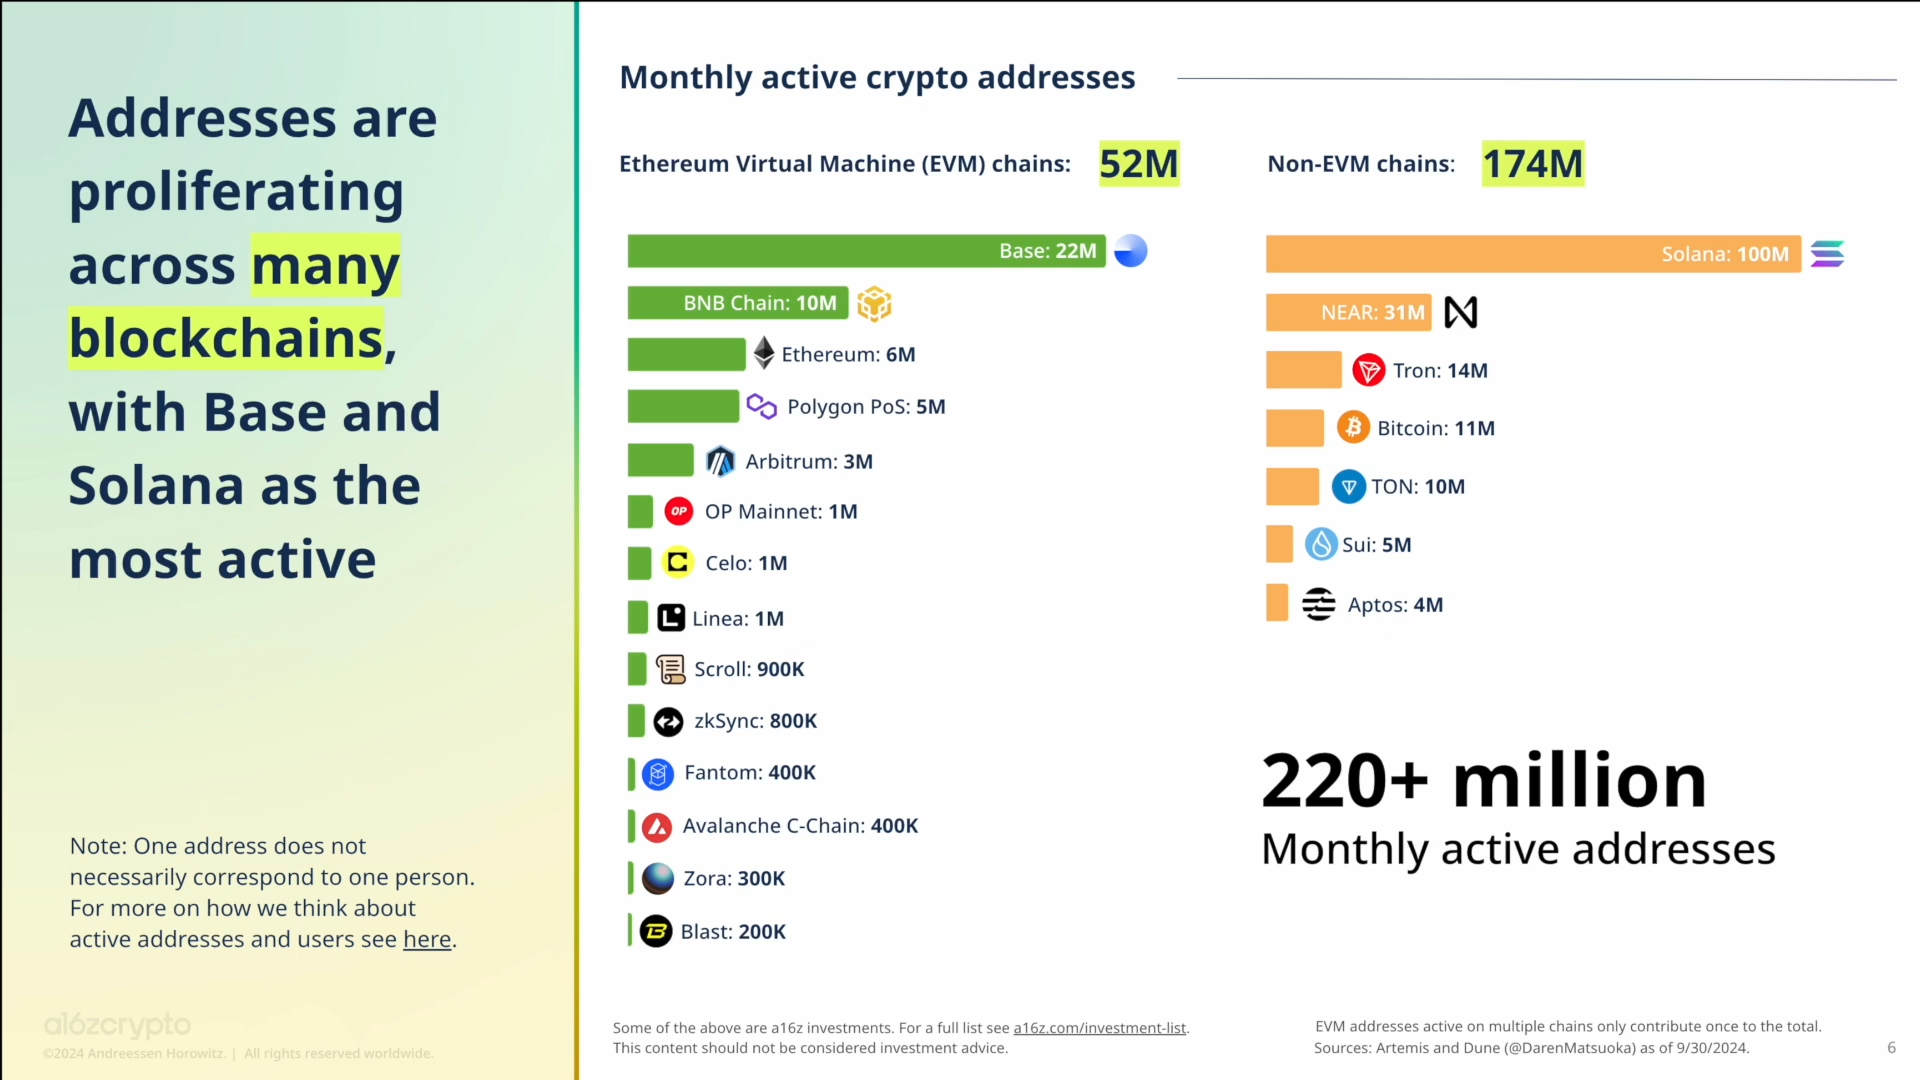 Addresses are
proliferating
across many
blockchains,
with Base and
Solana as the
most active
Note: One address does not
necessarily correspond to one person.
For more on how we think about
active addresses and users see here.
a16zcrypto
©2024 Andreessen Horowitz. | All rights reserved worldwide.
Monthly active crypto addresses
Ethereum Virtual Machine (EVM) chains: 52M
Base: 22M
BNB Chain: 10M
Ethereum: 6M
Polygon PoS: 5M
Arbitrum: 3M
OP OP Mainnet: 1M
Celo: 1M
Linea: 1M
Scroll: 900K
zkSync: 800K
Fantom: 400K
Avalanche C-Chain: 400K
Zora: 300K
Blast: 200K
Non-EVM chains: 174M
Solana: 100M
NEAR: 31M
Tron: 14M
Bitcoin: 11M
TON: 10M
Sui: 5M
Aptos: 4M
220+ million
Monthly active addresses
Some of the above are a16z investments. For a full list see a16z.com/investment-list.
This content should not be considered investment advice.
EVM addresses active on multiple chains only contribute once to the total.
Sources: Artemis and Dune (@DarenMatsuoka) as of 9/30/2024.
6